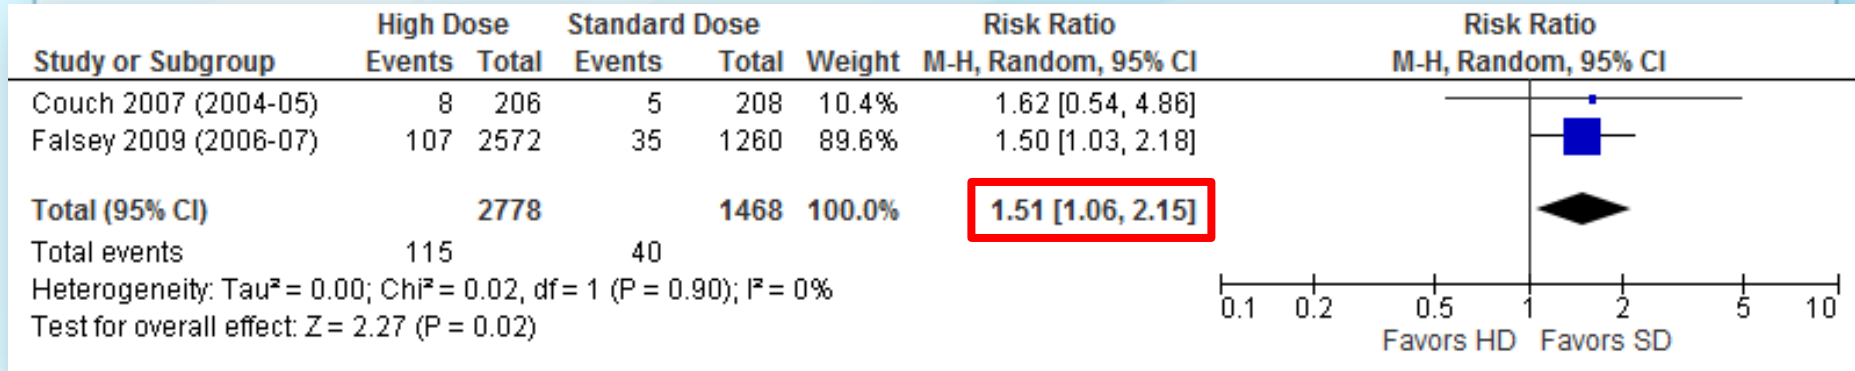 High Dose Standard Dose Risk Ratio Risk Ratio
Study or Subgroup Events Total Events Total Weight M-H, Random, 95% CI M-H, Random, 95% CI
Couch 2007 (2004-05) 8 206 5 208 10.4% 1.62 [0.54, 4.86]
Falsey 2009 (2006-07) 107 2572 35 1260 89.6% 1.50 [1.03, 2.18]
Total (95% CI) 2778 1468 100.0% 1.51 [1.06, 2.15]
Total events 115 40
Heterogeneity: Tau² = 0.00; Chi² = 0.02, df = 1 (P = 0.90); I² = 0%
Test for overall effect: Z = 2.27 (P = 0.02)
0.1 0.2 0.5 1 2 5 10
Favors HD Favors SD